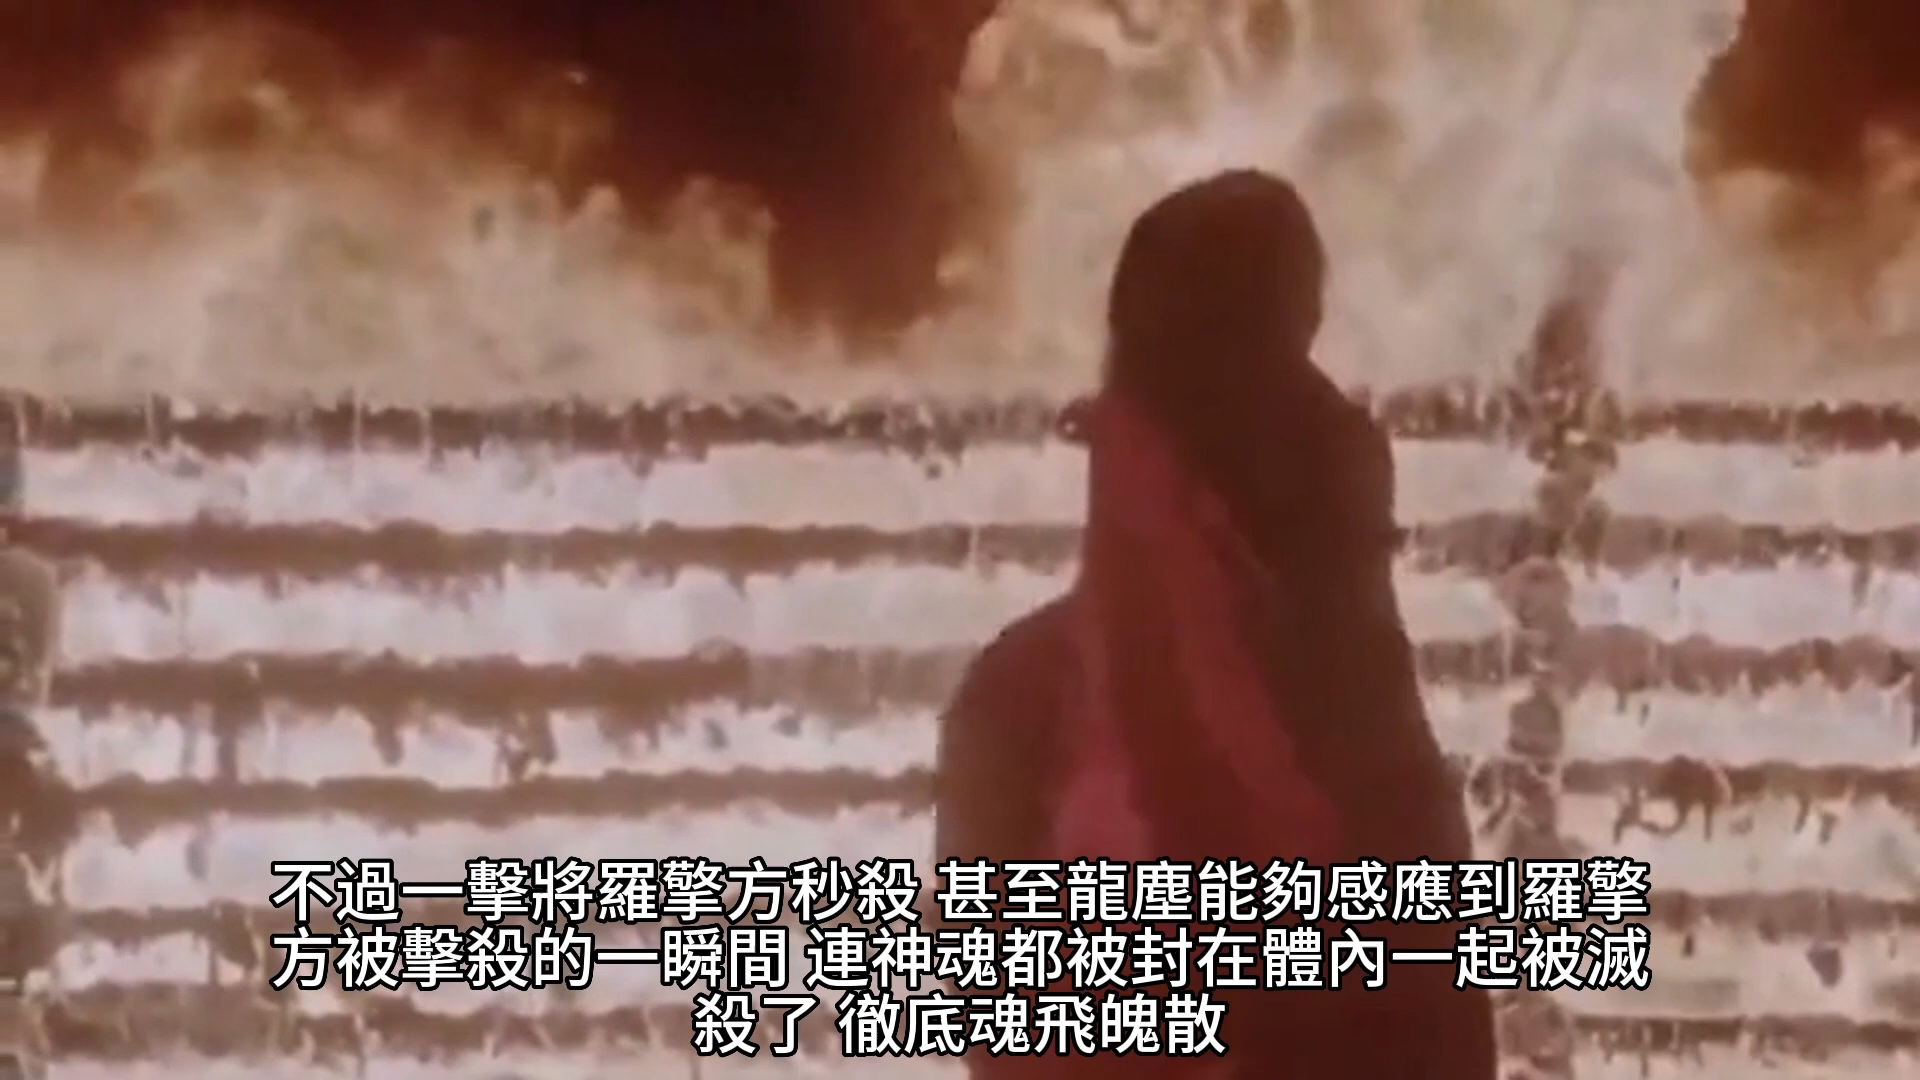 不過一擊將羅擎方秒殺 甚至龍塵能夠感應到羅擎
方被擊殺的一瞬間 連神魂都被封在體內一起被滅
殺了 徹底魂飛魄散